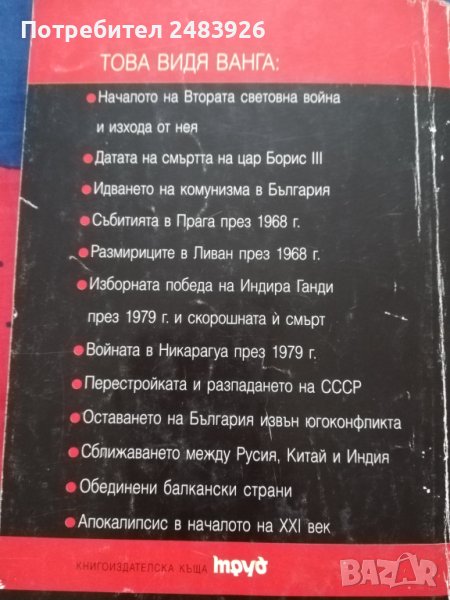 Потребител 2483926
ТОВА ВИДЯ ВАНГА:
●Началото на Втората световна война
и изхода от нея
●Датата на смъртта на цар Борис III
●Идването на комунизма в България
●Събитията в Прага през 1968 г.
●Размириците в Ливан през 1968 г.
●Изборната победа на Индира Ганди
през 1979 г. и скорошната ѝ смърт
●Войната в Никарагуа през 1979 г.
●Перестройката и разпадането на СССР
●Оставането на България извън югоконфликта
●Сближаването между Русия, Китай и Индия
●Обединени балкански страни
●Апокалипсис в началото на XXI век
КНИГОИЗДАТЕЛСКА КЪЩА труд
BAZAR